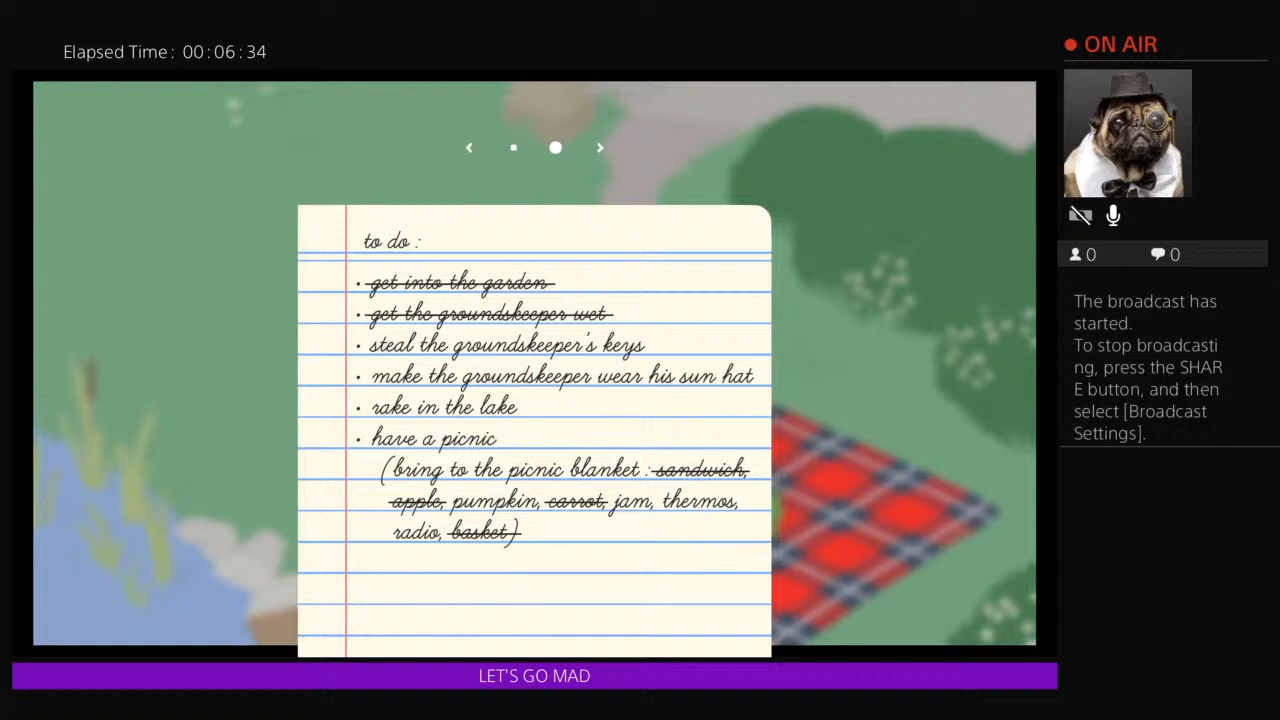 Elapsed Time: 00:06:34
ON AIR
0 0
The broadcast has
started.
To stop broadcasti
ng, press the SHAR
E button, and then
select [Broadcast
Settings].
to do :
• get into the garden
• get the groundskeeper wet
• steal the groundskeeper's keys
• make the groundskeeper wear his sun hat
• rake in the lake
• have a picnic
(bring to the picnic blanket : sandwich,
apple, pumpkin, carrot, jam, thermos,
radio, basket)
LET'S GO MAD